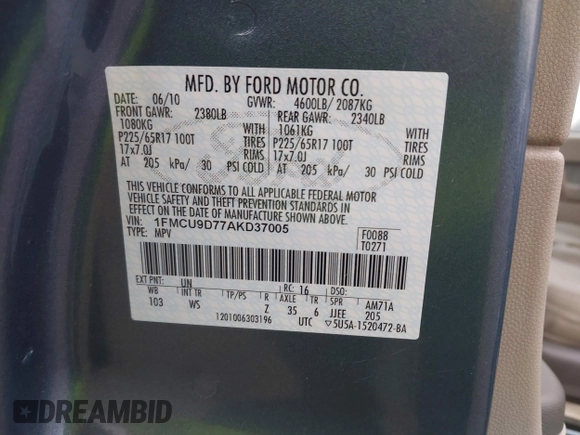 MFD. BY FORD MOTOR CO.
DATE: 06/10 GVWR: 4600LB/ 2087KG
FRONT GAWR: 2380LB REAR GAWR: 2340LB
1080KG 1061KG
P225/65R17 100T TIRES P225/65R17 100T TIRES
17x7.0J RIMS 17x7.0J RIMS
AT 205 kPa/ 30 PSI COLD AT 205 kPa/ 30 PSI COLD
THIS VEHICLE CONFORMS TO ALL APPLICABLE FEDERAL MOTOR
VEHICLE SAFETY AND THEFT PREVENTION STANDARDS IN
EFFECT ON THE DATE OF MANUFACTURE SHOWN ABOVE.
VIN: 1FMCU9D77AKD37005 F0088
TYPE: MPV T0271
EXT PNT: UN RC: 16 DSO:
WB INT TR TP/PS R AXLE TR SPR AM71A
103 WS Z 35 6 JJEE 205
1201006303196 UTC ▽5U5A-1520472-BA
DREAMBID